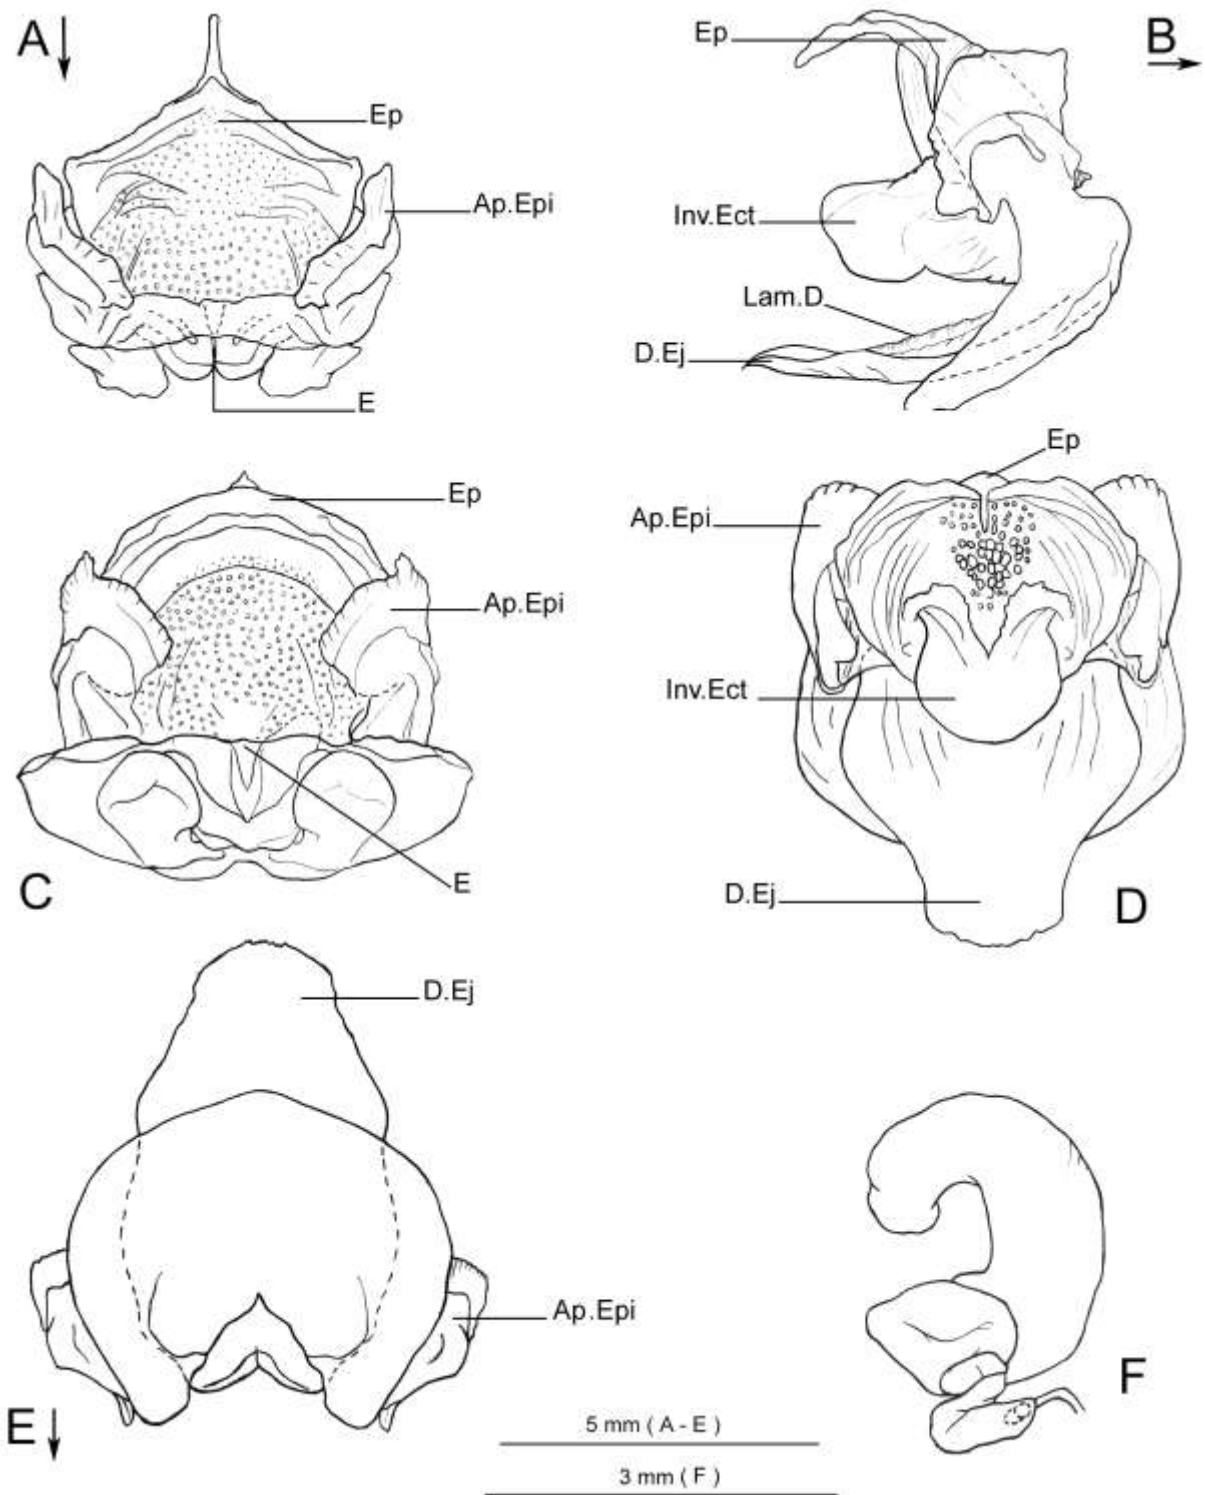 A
Ep
Ap.Epi
E
B
Ep
Inv.Ect
Lam.D
D.Ej
C
Ep
Ap.Epi
E
D
Ep
Ap.Epi
Inv.Ect
D.Ej
E
D.Ej
Ap.Epi
F
5 mm ( A - E )
3 mm ( F )